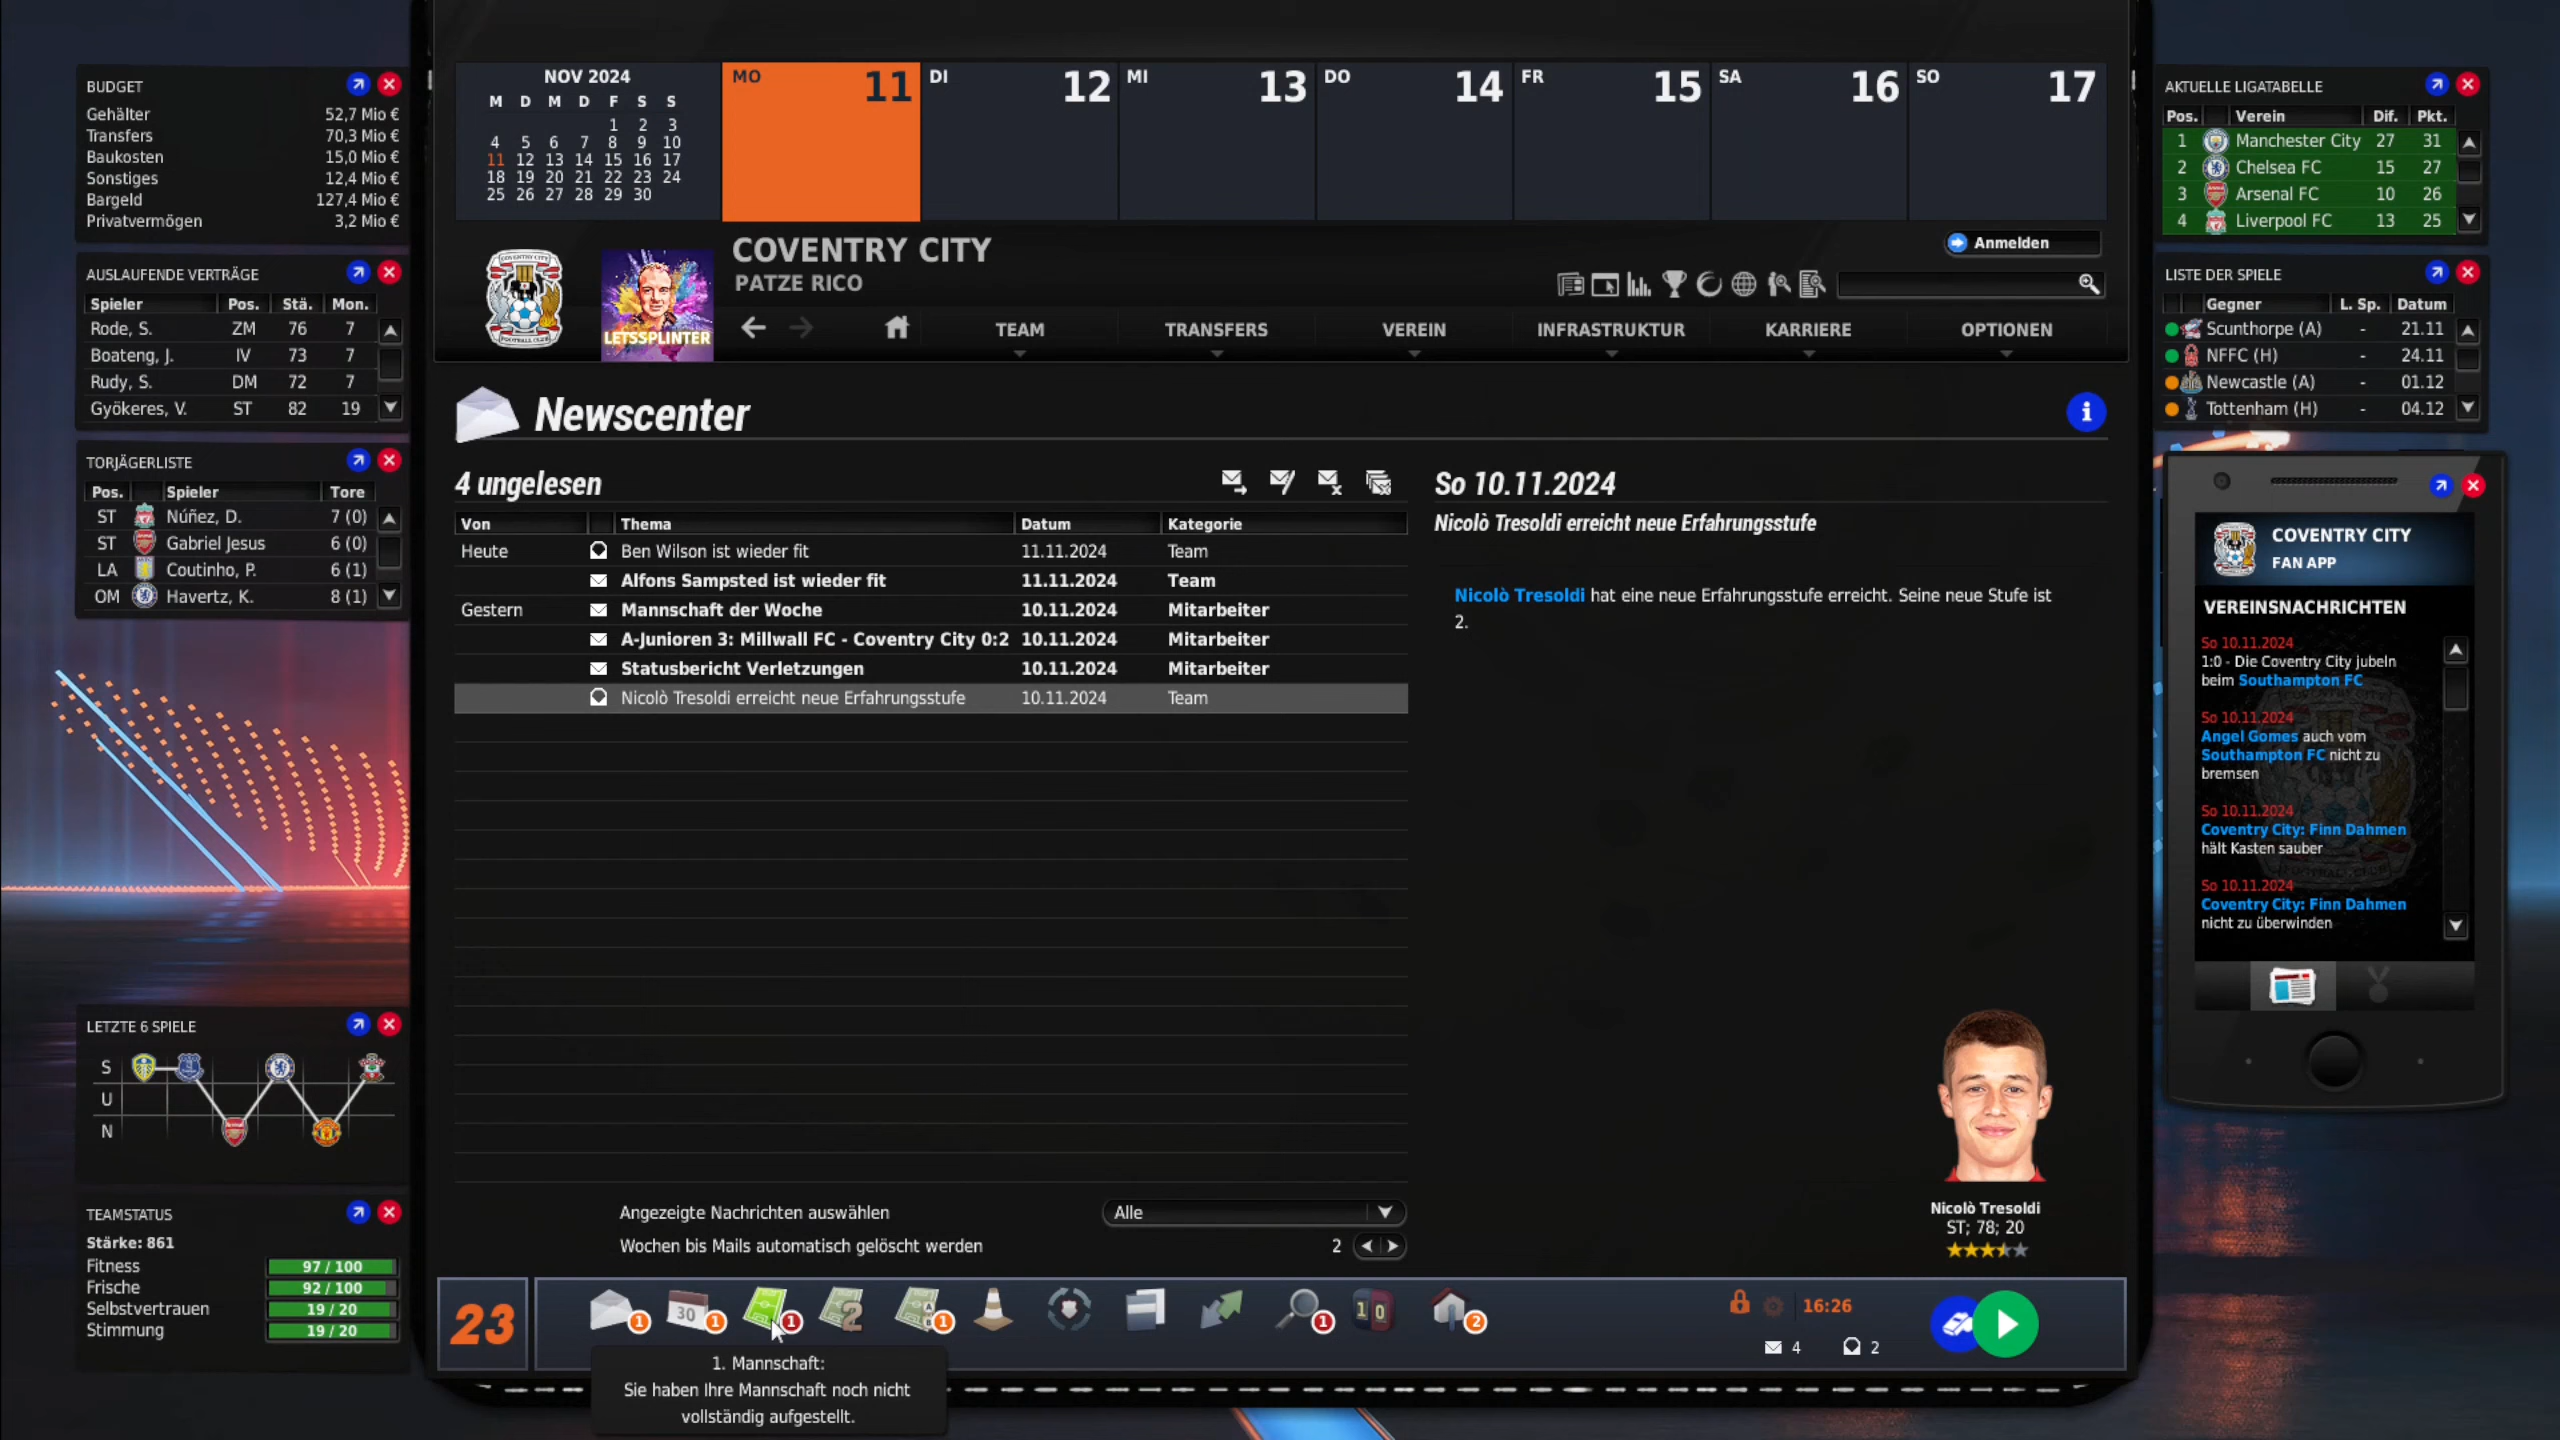 BUDGET
Gehälter 52,7 Mio €
Transfers 70,3 Mio €
Baukosten 15,0 Mio €
Sonstiges 12,4 Mio €
Bargeld 127,4 Mio €
Privatvermögen 3,2 Mio €
AUSLAUFENDE VERTRÄGE
Spieler Pos. Stä. Mon.
Rode, S. ZM 76 7
Boateng, J. IV 73 7
Rudy, S. DM 72 7
Gyökeres, V. ST 82 19
TORJÄGERLISTE
Pos. Spieler Tore
ST Núñez, D. 7 (0)
ST Gabriel Jesus 6 (0)
LA Coutinho, P. 6 (1)
OM Havertz, K. 8 (1)
LETZTE 6 SPIELE
S
U
N
TEAMSTATUS
Stärke: 861
Fitness 97 / 100
Frische 92 / 100
Selbstvertrauen 19 / 20
Stimmung 19 / 20
NOV 2024
M D M D F S S
1 2 3
4 5 6 7 8 9 10
11 12 13 14 15 16 17
18 19 20 21 22 23 24
25 26 27 28 29 30
MO 11
DI 12
MI 13
DO 14
FR 15
SA 16
SO 17
COVENTRY CITY
PATZE RICO
LETSSPLINTER
Anmelden
TEAM TRANSFERS VEREIN INFRASTRUKTUR KARRIERE OPTIONEN
Newscenter
4 ungelesen
Von Thema Datum Kategorie
Heute Ben Wilson ist wieder fit 11.11.2024 Team
Alfons Sampsted ist wieder fit 11.11.2024 Team
Gestern Mannschaft der Woche 10.11.2024 Mitarbeiter
A-Junioren 3: Millwall FC - Coventry City 0:2 10.11.2024 Mitarbeiter
Statusbericht Verletzungen 10.11.2024 Mitarbeiter
Nicolò Tresoldi erreicht neue Erfahrungsstufe 10.11.2024 Team
Angezeigte Nachrichten auswählen Alle
Wochen bis Mails automatisch gelöscht werden 2
So 10.11.2024
Nicolò Tresoldi erreicht neue Erfahrungsstufe
Nicolò Tresoldi hat eine neue Erfahrungsstufe erreicht. Seine neue Stufe ist
2.
Nicolò Tresoldi
ST; 78; 20
23
1
30 1
1
2
1
1
1 0
2
16:26
4 2
1. Mannschaft:
Sie haben Ihre Mannschaft noch nicht
vollständig aufgestellt.
AKTUELLE LIGATABELLE
Pos. Verein Dif. Pkt.
1 Manchester City 27 31
2 Chelsea FC 15 27
3 Arsenal FC 10 26
4 Liverpool FC 13 25
LISTE DER SPIELE
Gegner L. Sp. Datum
Scunthorpe (A) - 21.11
NFFC (H) - 24.11
Newcastle (A) - 01.12
Tottenham (H) - 04.12
COVENTRY CITY
FAN APP
VEREINSNACHRICHTEN
So 10.11.2024
1:0 - Die Coventry City jubeln
beim Southampton FC
So 10.11.2024
Angel Gomes auch vom
Southampton FC nicht zu
bremsen
So 10.11.2024
Coventry City: Finn Dahmen
hält Kasten sauber
So 10.11.2024
Coventry City: Finn Dahmen
nicht zu überwinden